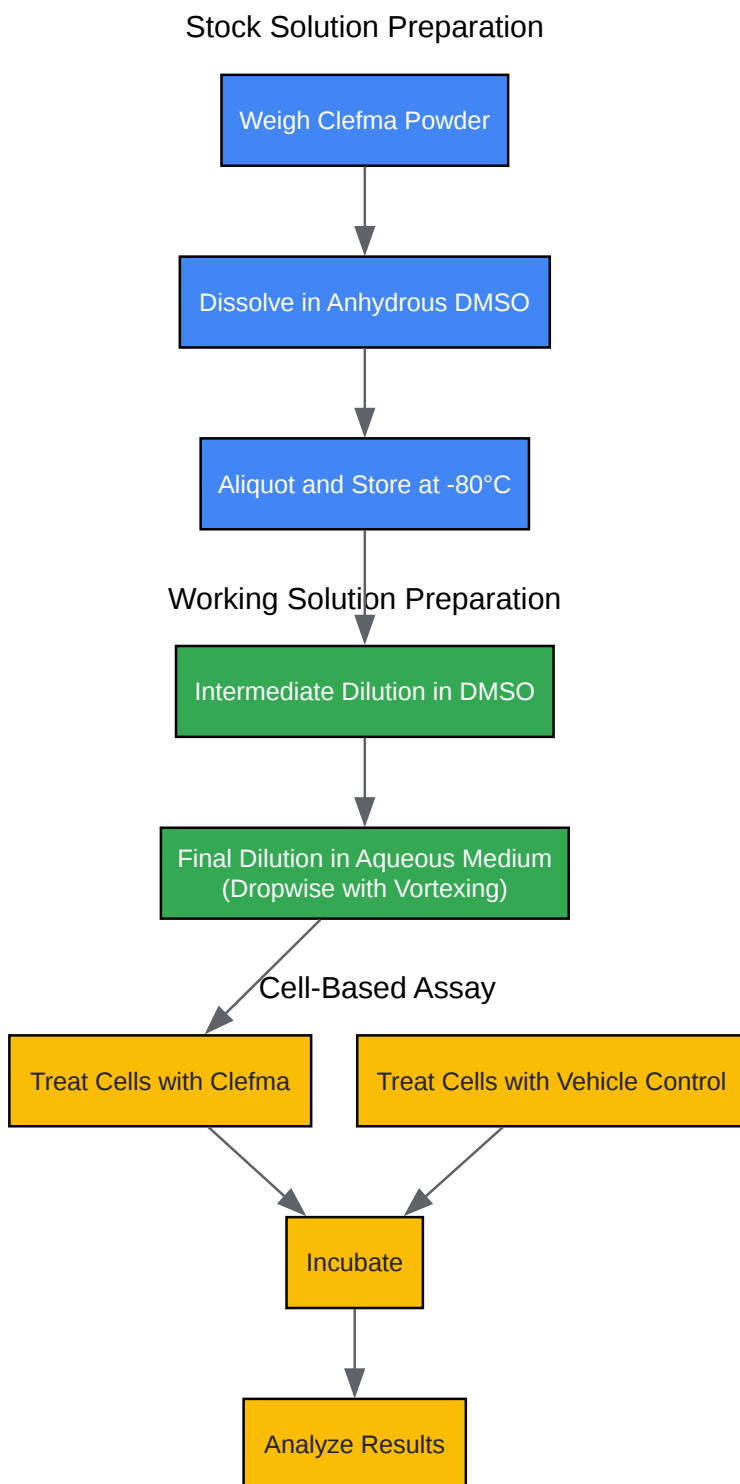 Stock Solution Preparation
Weigh Clefma Powder
Dissolve in Anhydrous DMSO
Aliquot and Store at -80°C
Working Solution Preparation
Intermediate Dilution in DMSO
Final Dilution in Aqueous Medium
(Dropwise with Vortexing)
Cell-Based Assay
Treat Cells with Clefma
Treat Cells with Vehicle Control
Incubate
Analyze Results